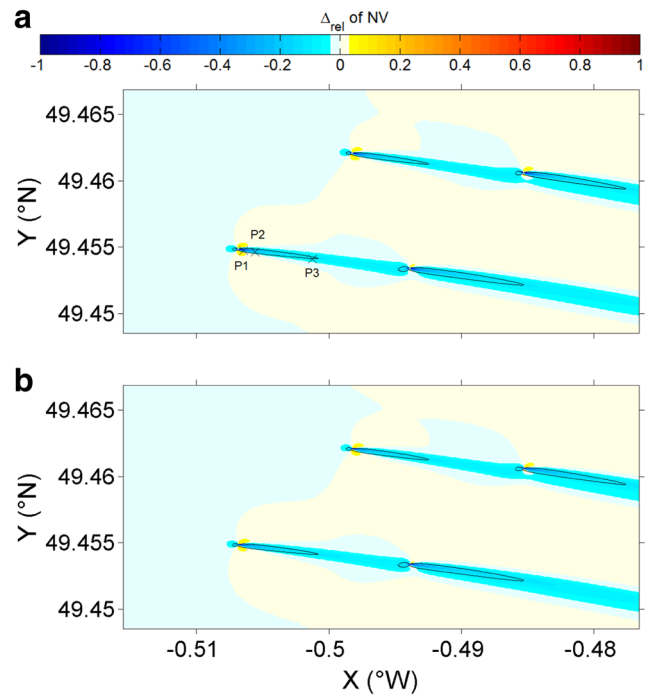 a
Δrel of NV
-1 -0.8 -0.6 -0.4 -0.2 0 0.2 0.4 0.6 0.8 1
49.465
49.46
49.455
49.45
Y (°N)
P2
P1
P3
b
49.465
49.46
49.455
49.45
Y (°N)
-0.51 -0.5 -0.49 -0.48
X (°W)